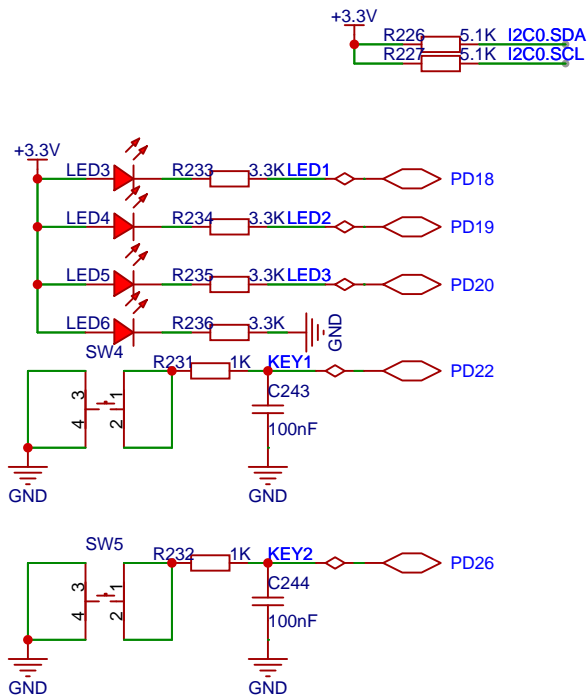 +3.3V
R226 5.1K I2C0.SDA
R227 5.1K I2C0.SCL
+3.3V
LED3 R233 3.3K LED1 PD18
LED4 R234 3.3K LED2 PD19
LED5 R235 3.3K LED3 PD20
LED6 R236 3.3K GND
SW4 R231 1K KEY1 PD22
3 1 C243
4 2 100nF
GND GND
SW5 R232 1K KEY2 PD26
3 1 C244
4 2 100nF
GND GND